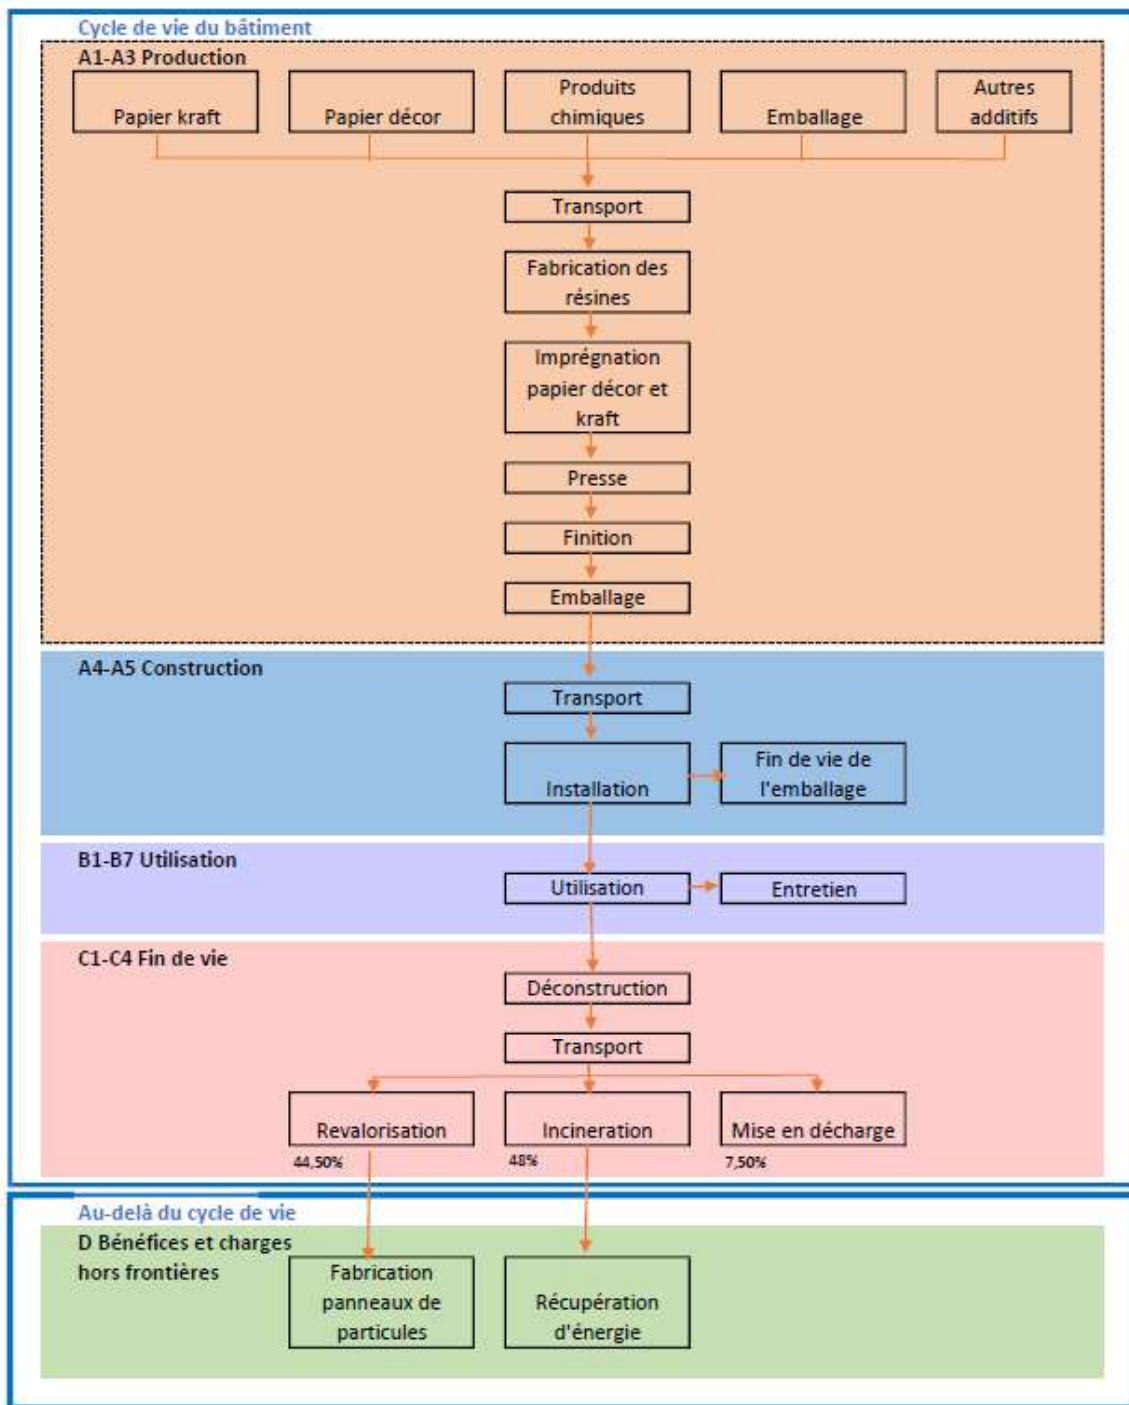 Cycle de vie du bâtiment
A1-A3 Production
Papier kraft
Papier décor
Produits
chimiques
Emballage
Autres
additifs
Transport
Fabrication des
résines
Imprégnation
papier décor et
kraft
Presse
Finition
Emballage
A4-A5 Construction
Transport
Installation
Fin de vie de
l'emballage
B1-B7 Utilisation
Utilisation
Entretien
C1-C4 Fin de vie
Déconstruction
Transport
Revalorisation
Incineration
Mise en décharge
44,50%
48%
7,50%
Au-delà du cycle de vie
D Bénéfices et charges
hors frontières
Fabrication
panneaux de
particules
Récupération
d'énergie